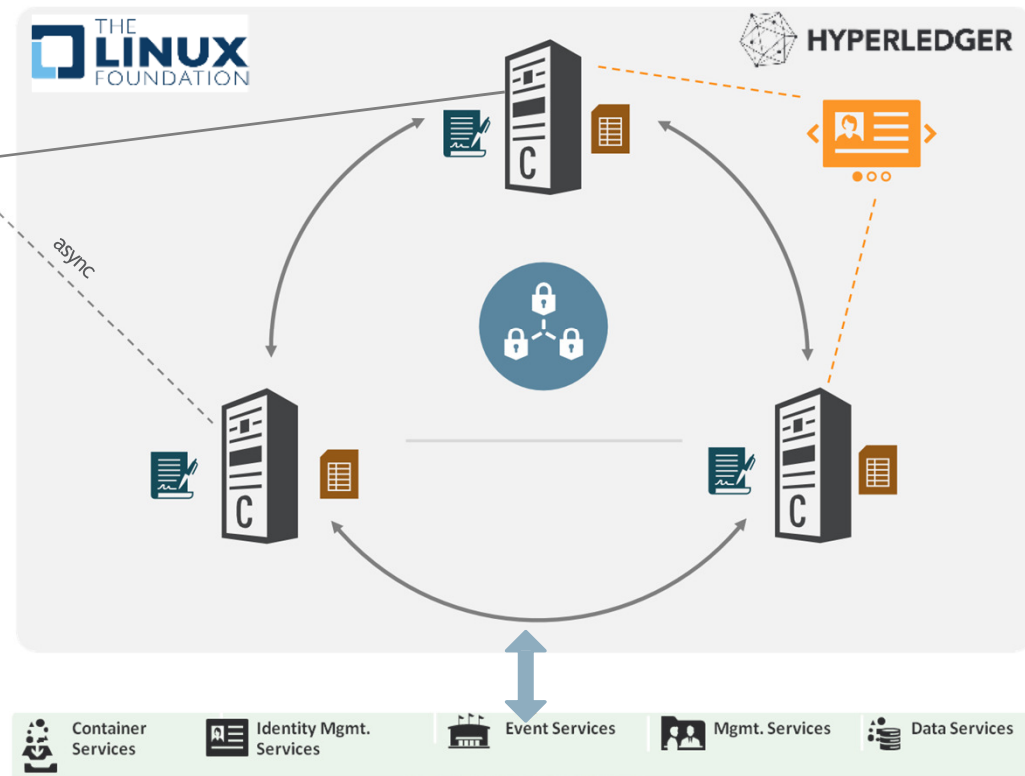 THE
LINUX
FOUNDATION
HYPERLEDGER
C
async
C
C
Container
Services
Identity Mgmt.
Services
Event Services
Mgmt. Services
Data Services